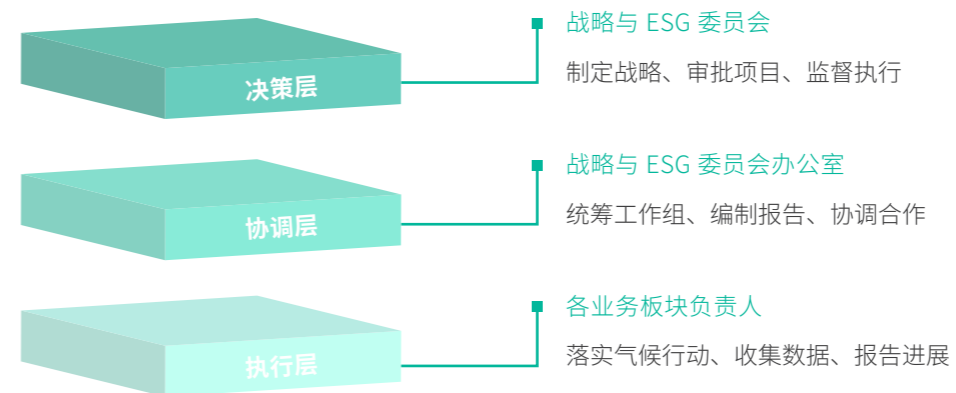 决策层
战略与 ESG 委员会
制定战略、审批项目、监督执行
协调层
战略与 ESG 委员会办公室
统筹工作组、编制报告、协调合作
执行层
各业务板块负责人
落实气候行动、收集数据、报告进展